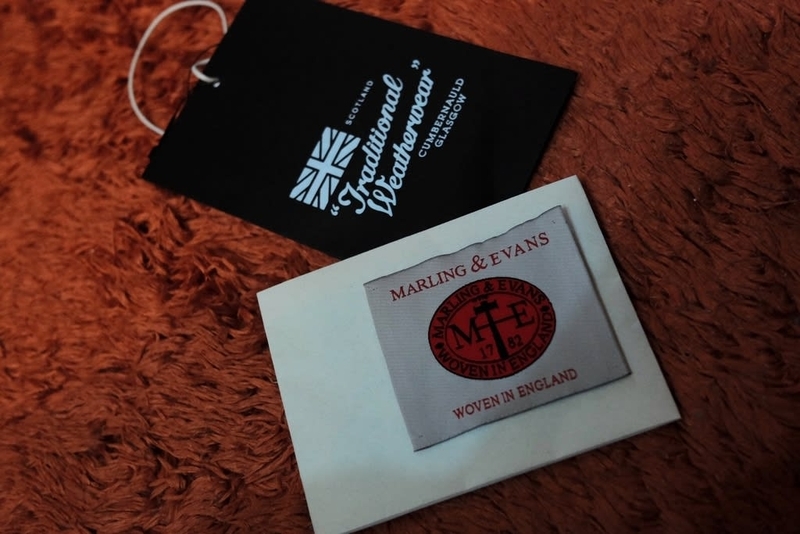 SCOTLAND
"Traditional
Weatherwear"
CUMBERNAULD
GLASGOW
MARLING & EVANS
MARLING & EVANS
M E
17 82
WOVEN IN ENGLAND
WOVEN IN ENGLAND